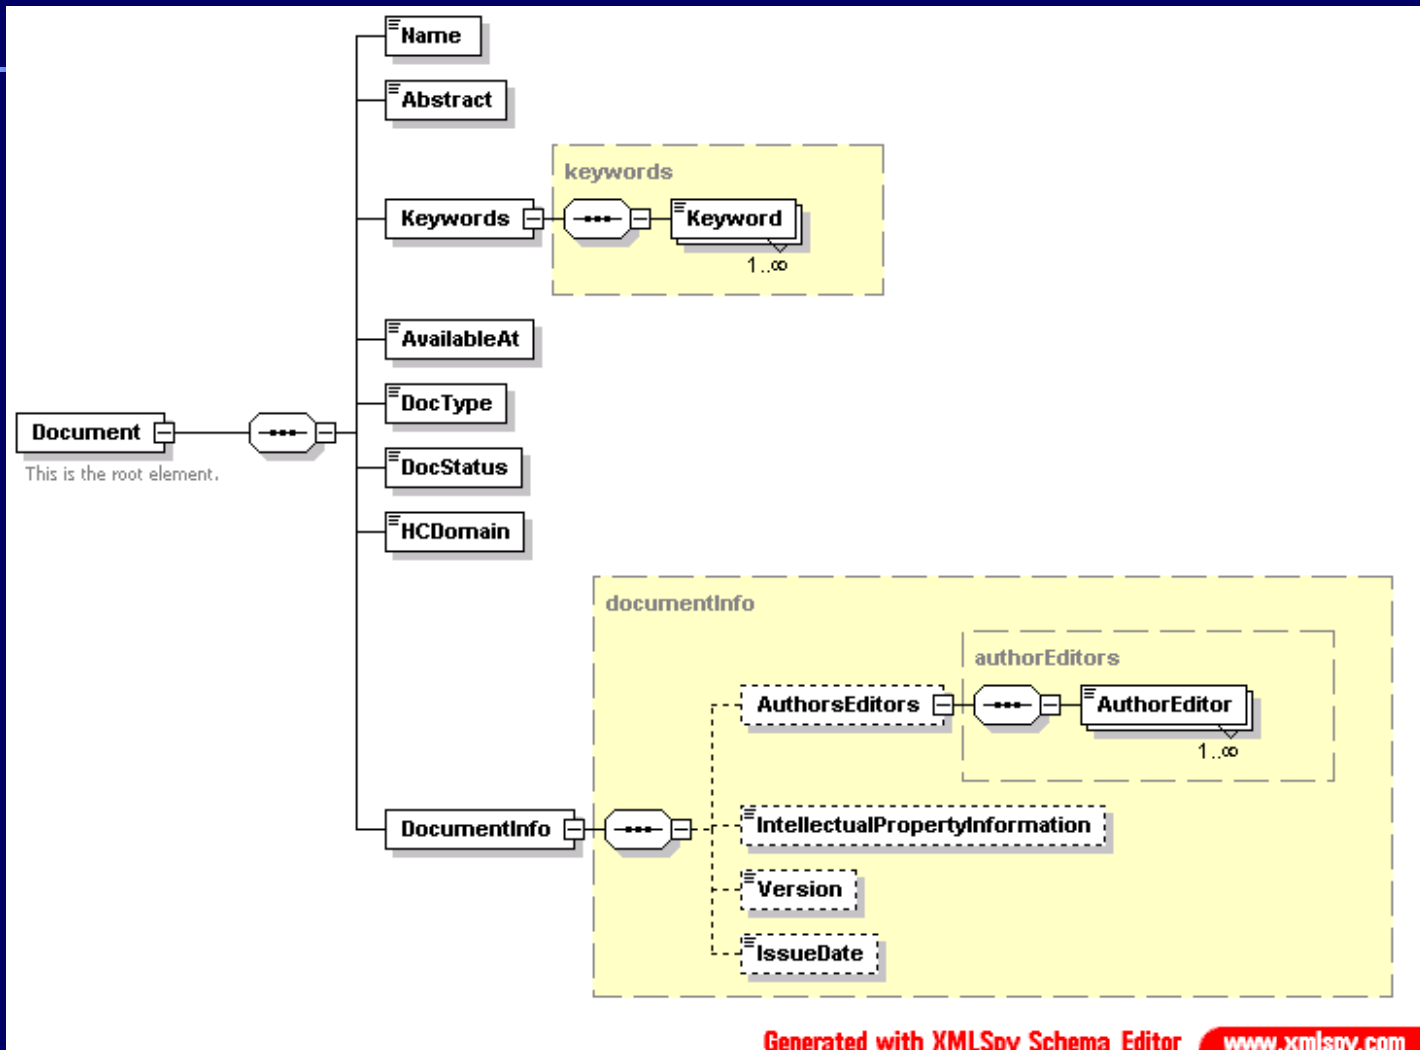 Name
Abstract
keywords
Keywords
Keyword
1..∞
AvailableAt
DocType
Document
DocStatus
This is the root element.
HCDomain
documentInfo
authorEditors
AuthorsEditors
AuthorEditor
1..∞
DocumentInfo
IntellectualPropertyInformation
Version
IssueDate
Generated with XMLSpy Schema Editor www.xmlspy.com